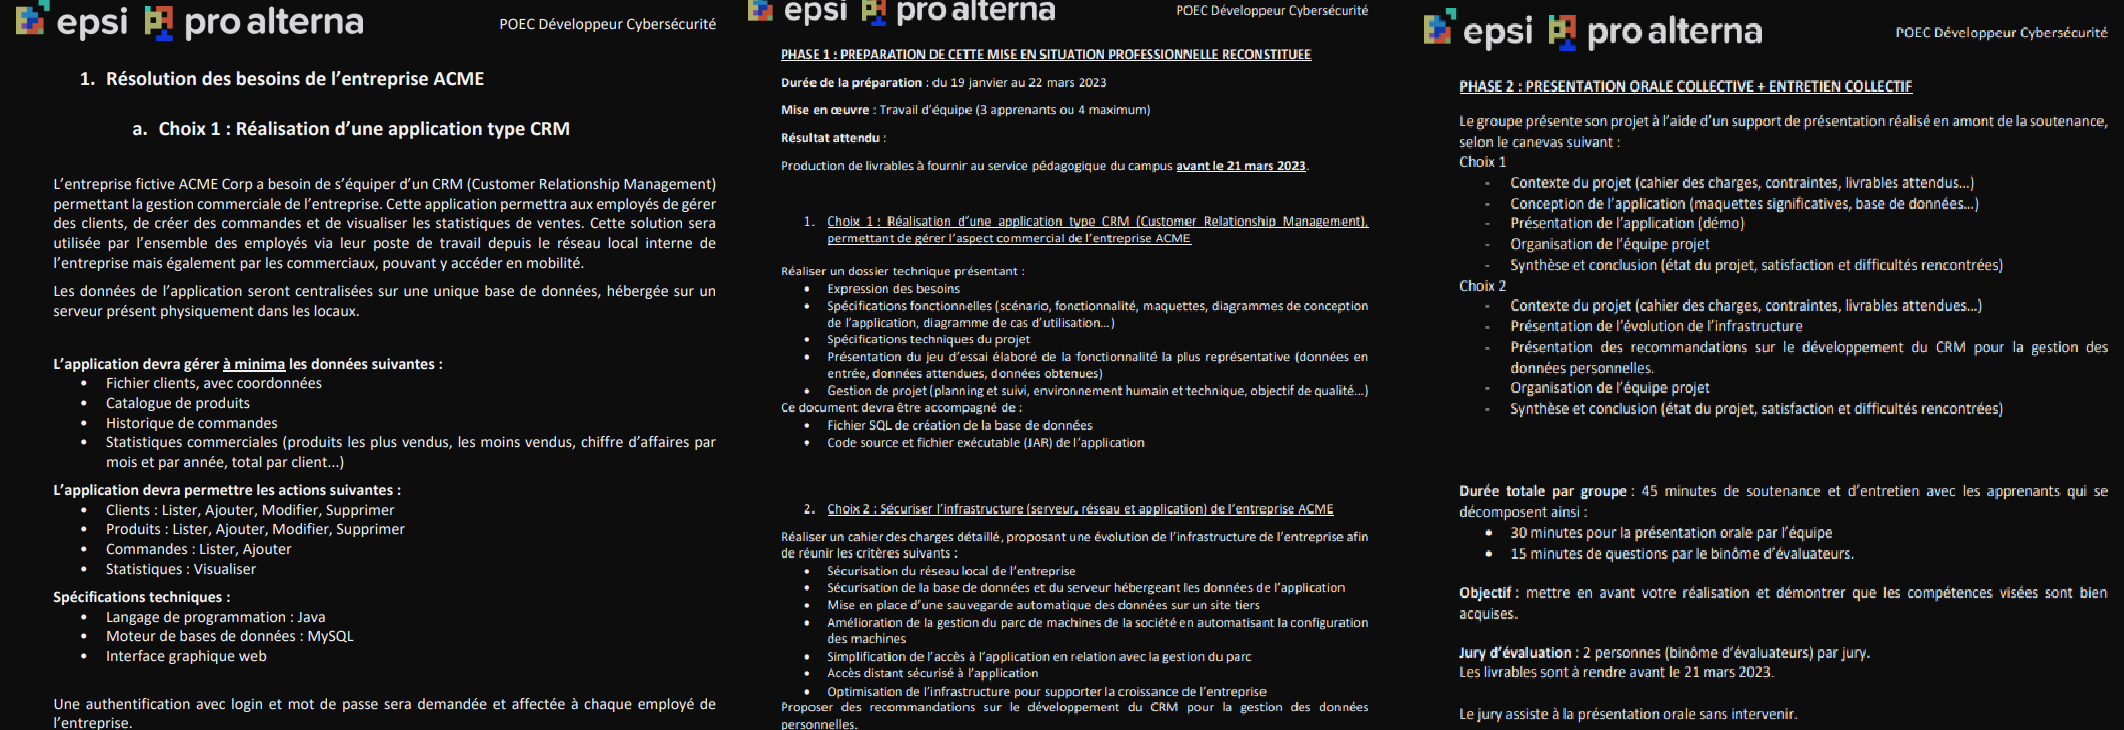 epsi pro alterna
POEC Développeur Cybersécurité
1. Résolution des besoins de l'entreprise ACME
a. Choix 1 : Réalisation d'une application type CRM
L'entreprise fictive ACME Corp a besoin de s'équiper d'un CRM (Customer Relationship Management)
permettant la gestion commerciale de l'entreprise. Cette application permettra aux employés de gérer
des clients, de créer des commandes et de visualiser les statistiques de ventes. Cette solution sera
utilisée par l'ensemble des employés via leur poste de travail depuis le réseau local interne de
l'entreprise mais également par les commerciaux, pouvant y accéder en mobilité.
Les données de l'application seront centralisées sur une unique base de données, hébergée sur un
serveur présent physiquement dans les locaux.
L'application devra gérer à minima les données suivantes :
• Fichier clients, avec coordonnées
• Catalogue de produits
• Historique de commandes
• Statistiques commerciales (produits les plus vendus, les moins vendus, chiffre d'affaires par
mois et par année, total par client...)
L'application devra permettre les actions suivantes :
• Clients : Lister, Ajouter, Modifier, Supprimer
• Produits : Lister, Ajouter, Modifier, Supprimer
• Commandes : Lister, Ajouter
• Statistiques : Visualiser
Spécifications techniques :
• Langage de programmation : Java
• Moteur de bases de données : MySQL
• Interface graphique web
Une authentification avec login et mot de passe sera demandée et affectée à chaque employé de
l'entreprise.
epsi pro alterna
POEC Développeur Cybersécurité
PHASE 1 : PREPARATION DE CETTE MISE EN SITUATION PROFESSIONNELLE RECONSTITUEE
Durée de la préparation : du 19 janvier au 22 mars 2023
Mise en œuvre : Travail d'équipe (3 apprenants ou 4 maximum)
Résultat attendu :
Production de livrables à fournir au service pédagogique du campus avant le 21 mars 2023.
1. Choix 1 : Réalisation d'une application type CRM (Customer Relationship Management),
permettant de gérer l'aspect commercial de l'entreprise ACME
Réaliser un dossier technique présentant :
• Expression des besoins
• Spécifications fonctionnelles (scénario, fonctionnalité, maquettes, diagrammes de conception
de l'application, diagramme de cas d'utilisation...)
• Spécifications techniques du projet
• Présentation du jeu d'essai élaboré de la fonctionnalité la plus représentative (données en
entrée, données attendues, données obtenues)
• Gestion de projet (planning et suivi, environnement humain et technique, objectif de qualité...)
Ce document devra être accompagné de :
• Fichier SQL de création de la base de données
• Code source et fichier exécutable (JAR) de l'application
2. Choix 2 : Sécuriser l'infrastructure (serveur, réseau et application) de l'entreprise ACME
Réaliser un cahier des charges détaillé, proposant une évolution de l'infrastructure de l'entreprise afin
de réunir les critères suivants :
• Sécurisation du réseau local de l'entreprise
• Sécurisation de la base de données et du serveur hébergeant les données de l'application
• Mise en place d'une sauvegarde automatique des données sur un site tiers
• Amélioration de la gestion du parc de machines de la société en automatisant la configuration
des machines
• Simplification de l'accès à l'application en relation avec la gestion du parc
• Accès distant sécurisé à l'application
• Optimisation de l'infrastructure pour supporter la croissance de l'entreprise
Proposer des recommandations sur le développement du CRM pour la gestion des données
personnelles.
epsi pro alterna
POEC Développeur Cybersécurité
PHASE 2 : PRESENTATION ORALE COLLECTIVE + ENTRETIEN COLLECTIF
Le groupe présente son projet à l'aide d'un support de présentation réalisé en amont de la soutenance,
selon le canevas suivant :
Choix 1
- Contexte du projet (cahier des charges, contraintes, livrables attendus...)
- Conception de l'application (maquettes significatives, base de données...)
- Présentation de l'application (démo)
- Organisation de l'équipe projet
- Synthèse et conclusion (état du projet, satisfaction et difficultés rencontrées)
Choix 2
- Contexte du projet (cahier des charges, contraintes, livrables attendues...)
- Présentation de l'évolution de l'infrastructure
- Présentation des recommandations sur le développement du CRM pour la gestion des
données personnelles.
- Organisation de l'équipe projet
- Synthèse et conclusion (état du projet, satisfaction et difficultés rencontrées)
Durée totale par groupe : 45 minutes de soutenance et d'entretien avec les apprenants qui se
décomposent ainsi :
• 30 minutes pour la présentation orale par l'équipe
• 15 minutes de questions par le binôme d'évaluateurs.
Objectif : mettre en avant votre réalisation et démontrer que les compétences visées sont bien
acquises.
Jury d'évaluation : 2 personnes (binôme d'évaluateurs) par jury.
Les livrables sont à rendre avant le 21 mars 2023.
Le jury assiste à la présentation orale sans intervenir.